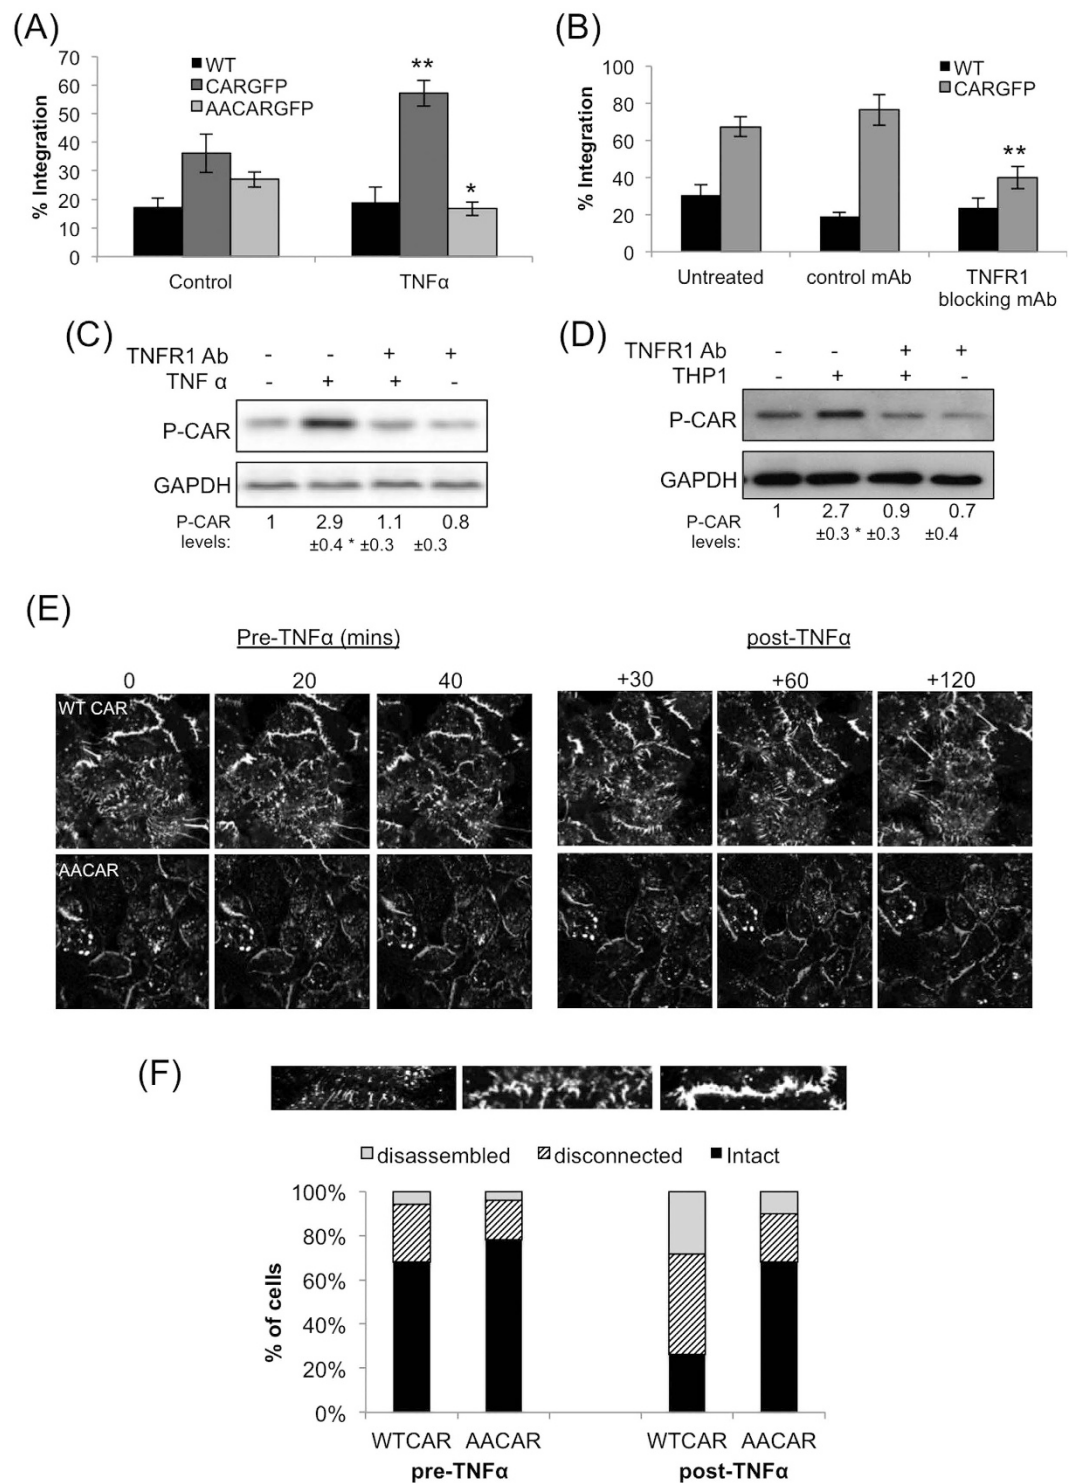 (A)
70
60
50
40
30
20
10
0
% Integration
WT
CARGFP
AACARGFP
**
*
Control
TNFα
(B)
100
80
60
40
20
0
% Integration
WT
CARGFP
**
Untreated
control mAb
TNFR1
blocking mAb
(C)
TNFR1 Ab - - + +
TNF α - + + -
P-CAR
GAPDH
P-CAR 1 2.9 1.1 0.8
levels: ±0.4 * ±0.3 ±0.3
(D)
TNFR1 Ab - - + +
THP1 - + + -
P-CAR
GAPDH
P-CAR 1 2.7 0.9 0.7
levels: ±0.3 * ±0.3 ±0.4
(E)
Pre-TNFα (mins)
post-TNFα
0 20 40 +30 +60 +120
WT CAR
AACAR
(F)
disassembled disconnected Intact
100%
80%
60%
40%
20%
0%
% of cells
WTCAR AACAR WTCAR AACAR
pre-TNFα post-TNFα